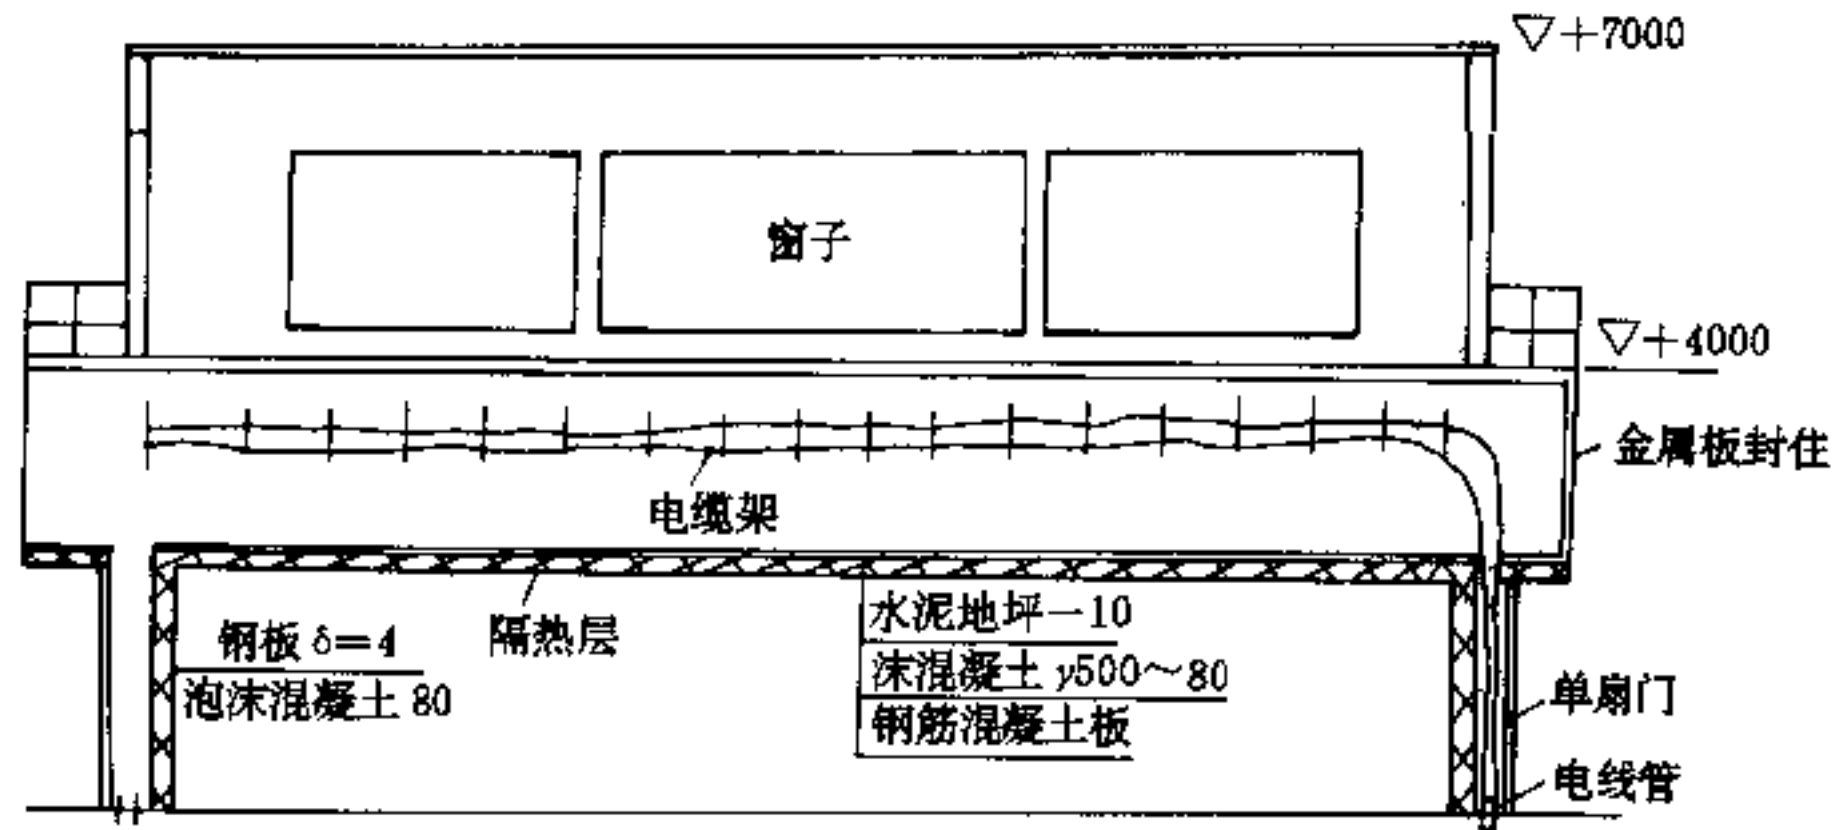 ▽+7000
窗子
▽+4000
金属板封住
电缆架
隔热层
钢板 δ=4
泡沫混凝土 80
水泥地坪—10
沫混凝土 γ500~80
钢筋混凝土板
单扇门
电线管